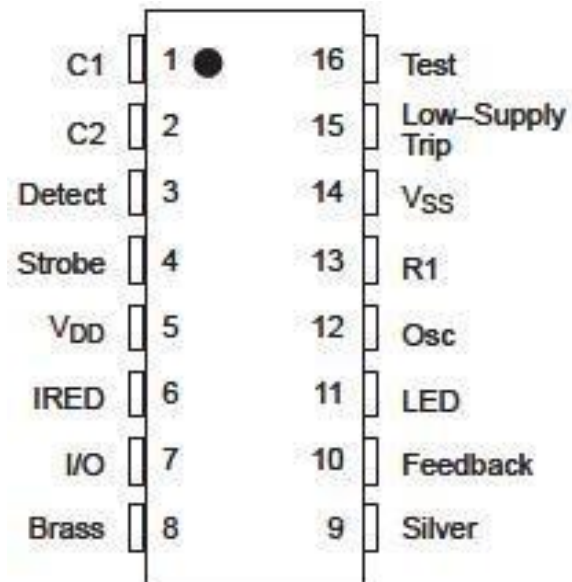 C1 1 16 Test
C2 2 15 Low–Supply
Trip
Detect 3 14 VSS
Strobe 4 13 R1
VDD 5 12 Osc
IRED 6 11 LED
I/O 7 10 Feedback
Brass 8 9 Silver